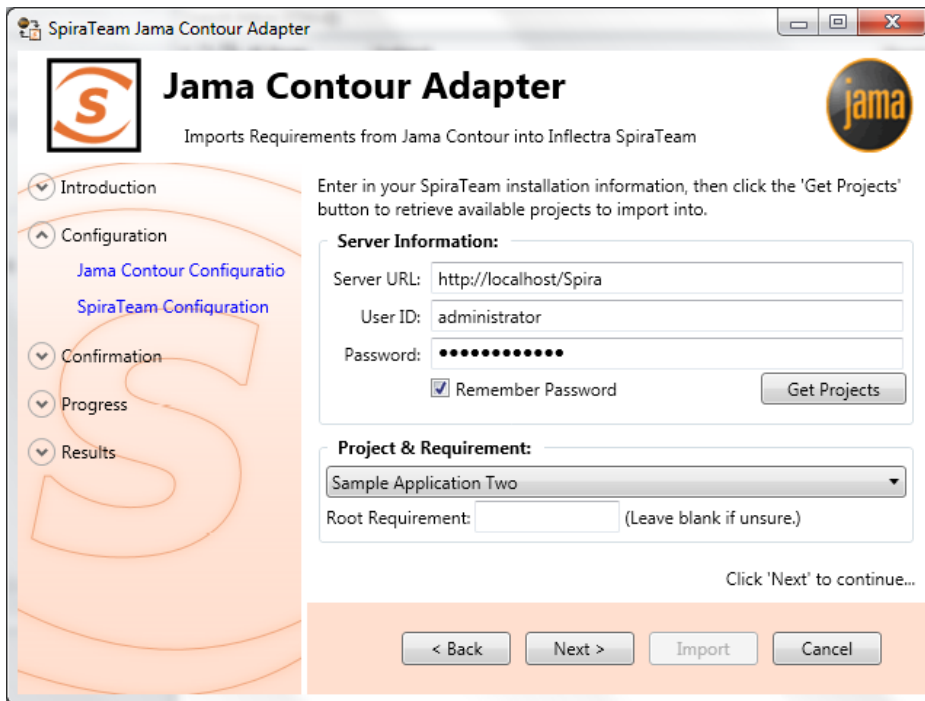 SpiraTeam Jama Contour Adapter
S
Jama Contour Adapter
jama
Imports Requirements from Jama Contour into Inflectra SpiraTeam
Introduction
Configuration
Jama Contour Configuratio
SpiraTeam Configuration
Confirmation
Progress
Results
Enter in your SpiraTeam installation information, then click the 'Get Projects'
button to retrieve available projects to import into.
Server Information:
Server URL: http://localhost/Spira
User ID: administrator
Password: ●●●●●●●●●●●●
Remember Password
Get Projects
Project & Requirement:
Sample Application Two
Root Requirement: (Leave blank if unsure.)
Click 'Next' to continue...
< Back Next > Import Cancel